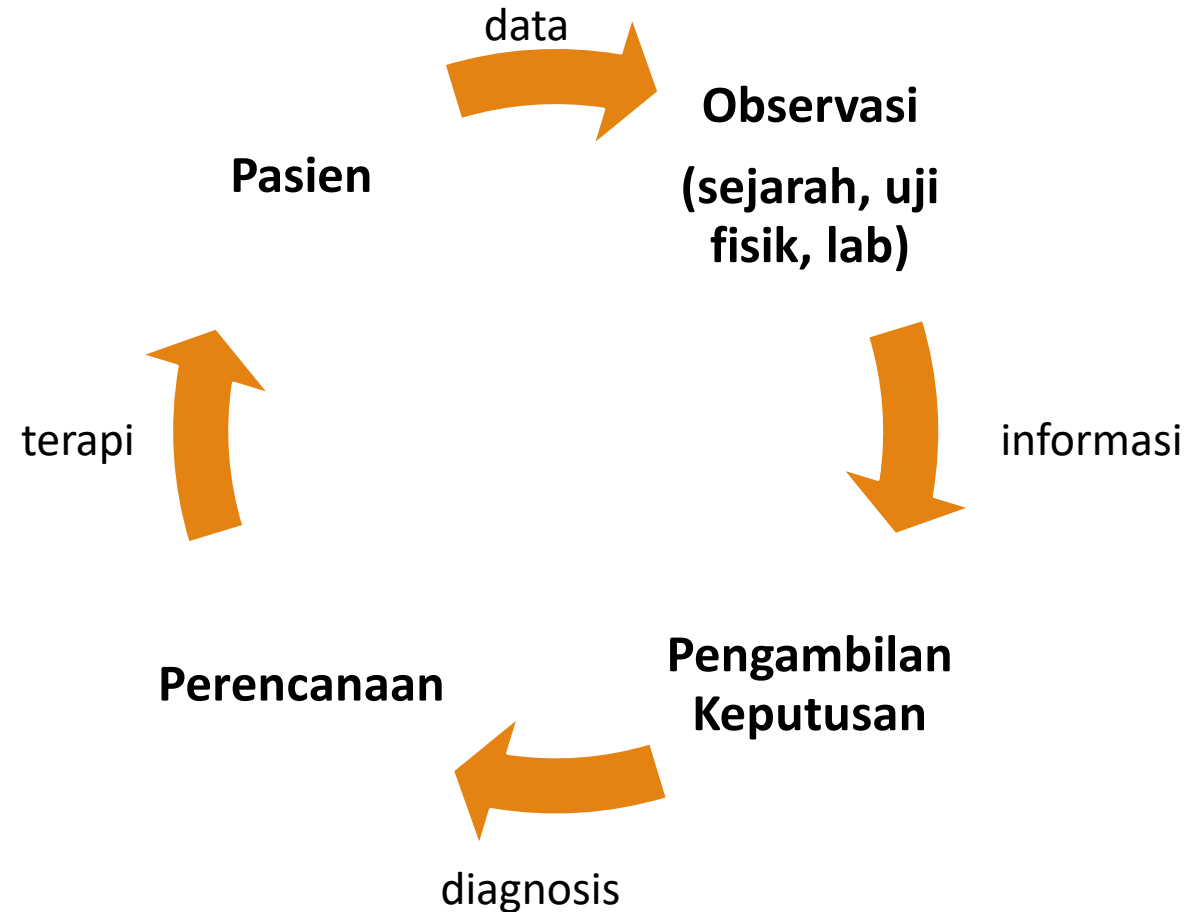 data
Observasi
(sejarah, uji
fisik, lab)
Pasien
informasi
terapi
Pengambilan
Keputusan
Perencanaan
diagnosis